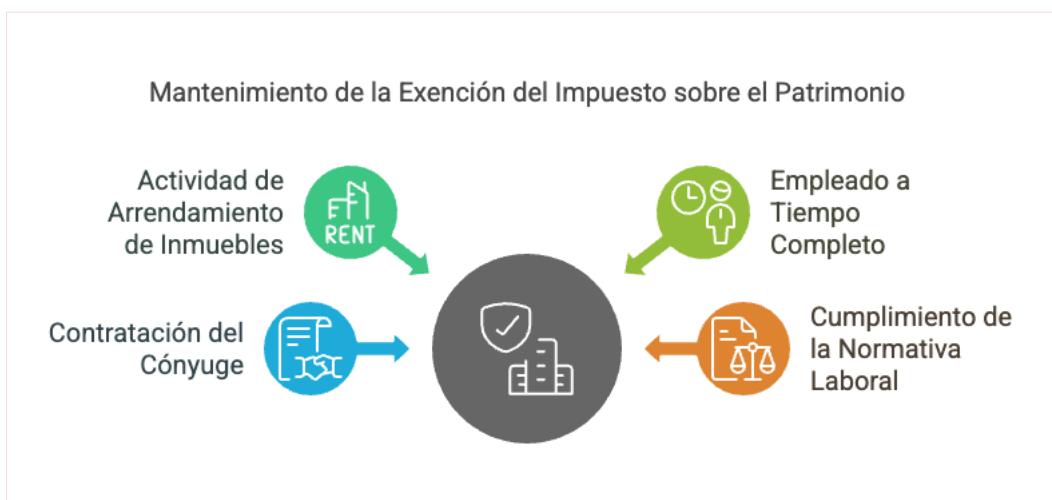 Mantenimiento de la Exención del Impuesto sobre el Patrimonio
Actividad de
Arrendamiento
de Inmuebles
RENT
Empleado a
Tiempo
Completo
Contratación del
Cónyuge
Cumplimiento de
la Normativa
Laboral